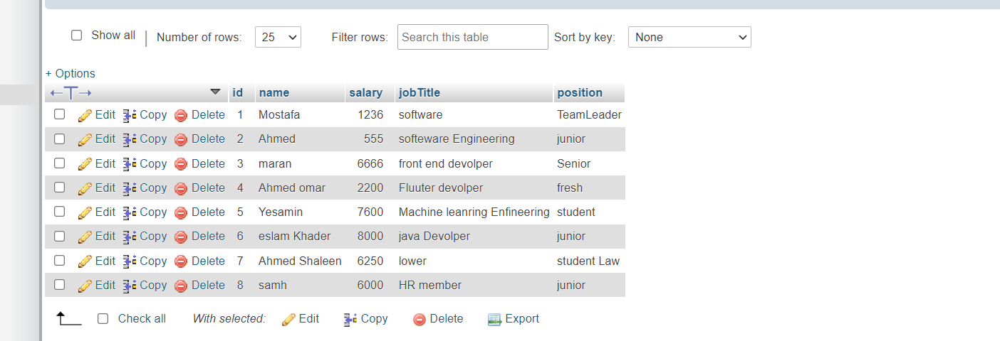 Show all | Number of rows: 25 Filter rows: Search this table Sort by key: None
+ Options
←T→ id name salary jobTitle position
Edit Copy Delete 1 Mostafa 1236 software TeamLeader
Edit Copy Delete 2 Ahmed 555 softeware Engineering junior
Edit Copy Delete 3 maran 6666 front end devolper Senior
Edit Copy Delete 4 Ahmed omar 2200 Fluuter devolper fresh
Edit Copy Delete 5 Yesamin 7600 Machine leanring Enfineering student
Edit Copy Delete 6 eslam Khader 8000 java Devolper junior
Edit Copy Delete 7 Ahmed Shaleen 6250 lower student Law
Edit Copy Delete 8 samh 6000 HR member junior
Check all With selected: Edit Copy Delete Export